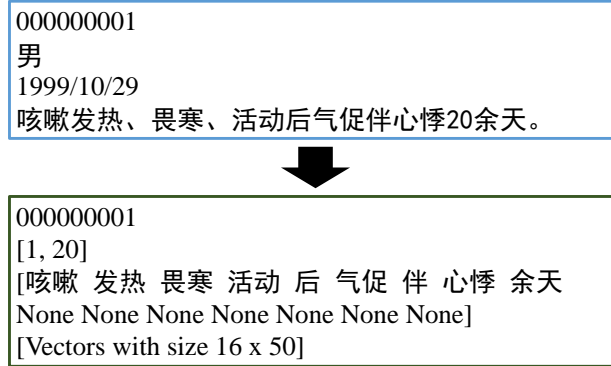 000000001
男
1999/10/29
咳嗽发热、畏寒、活动后气促伴心悸20余天。
000000001
[1, 20]
[咳嗽 发热 畏寒 活动 后 气促 伴 心悸 余天
None None None None None None None]
[Vectors with size 16 x 50]